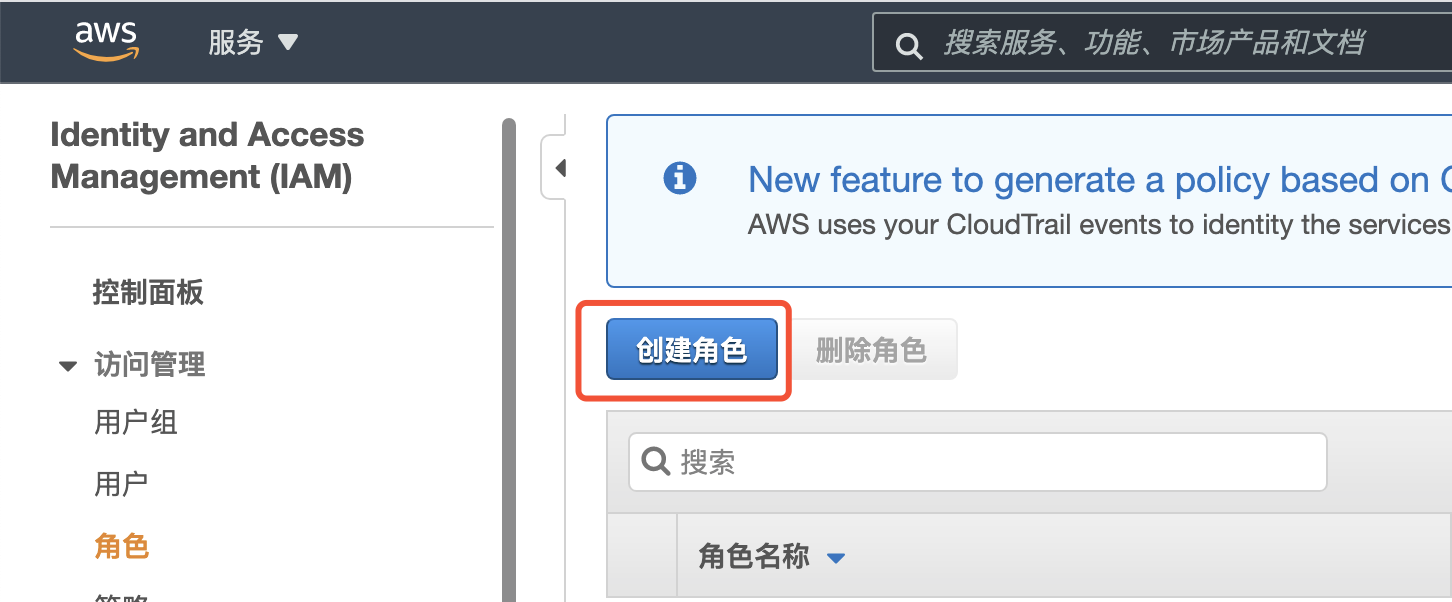 aws
服务
搜索服务、功能、市场产品和文档
Identity and Access
Management (IAM)
控制面板
访问管理
用户组
用户
角色
策略
New feature to generate a policy based on
AWS uses your CloudTrail events to identity the services
创建角色
删除角色
搜索
角色名称